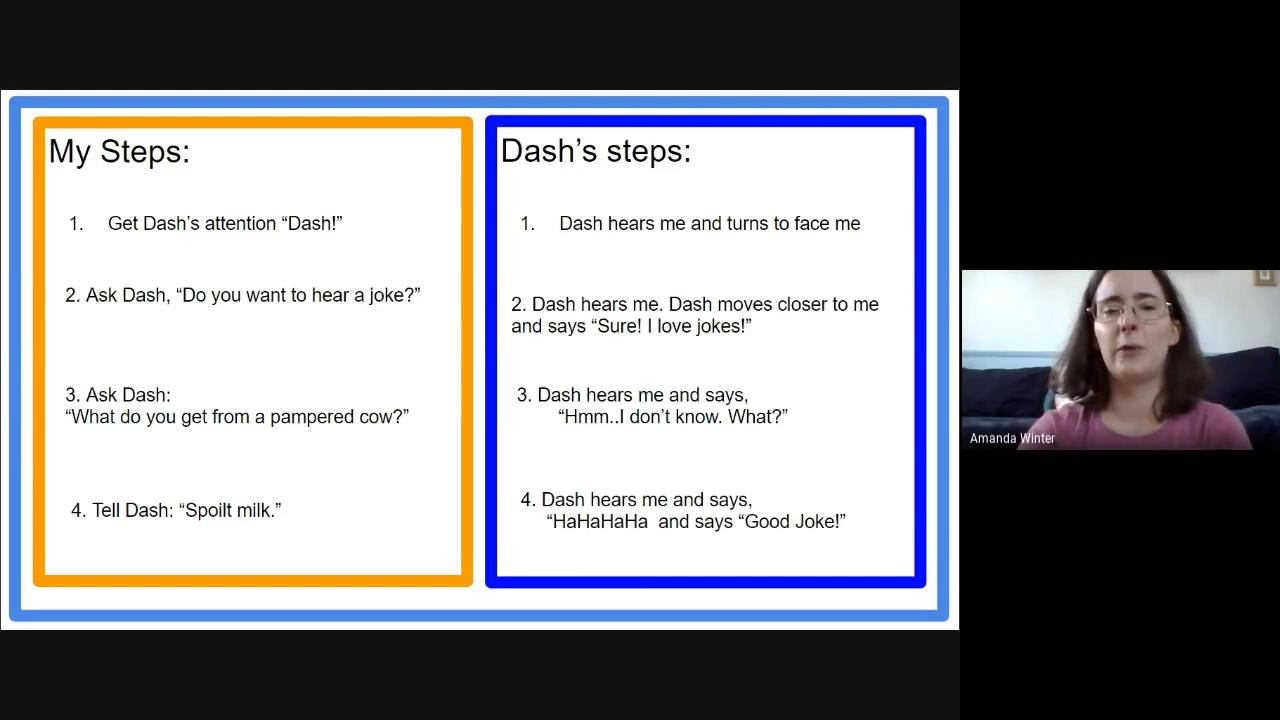 My Steps:
1. Get Dash’s attention “Dash!”
2. Ask Dash, “Do you want to hear a joke?”
3. Ask Dash:
“What do you get from a pampered cow?”
4. Tell Dash: “Spoilt milk.”
Dash’s steps:
1. Dash hears me and turns to face me
2. Dash hears me. Dash moves closer to me
and says “Sure! I love jokes!”
3. Dash hears me and says,
“Hmm..I don’t know. What?”
4. Dash hears me and says,
“HaHaHaHa  and says “Good Joke!”
Amanda Winter